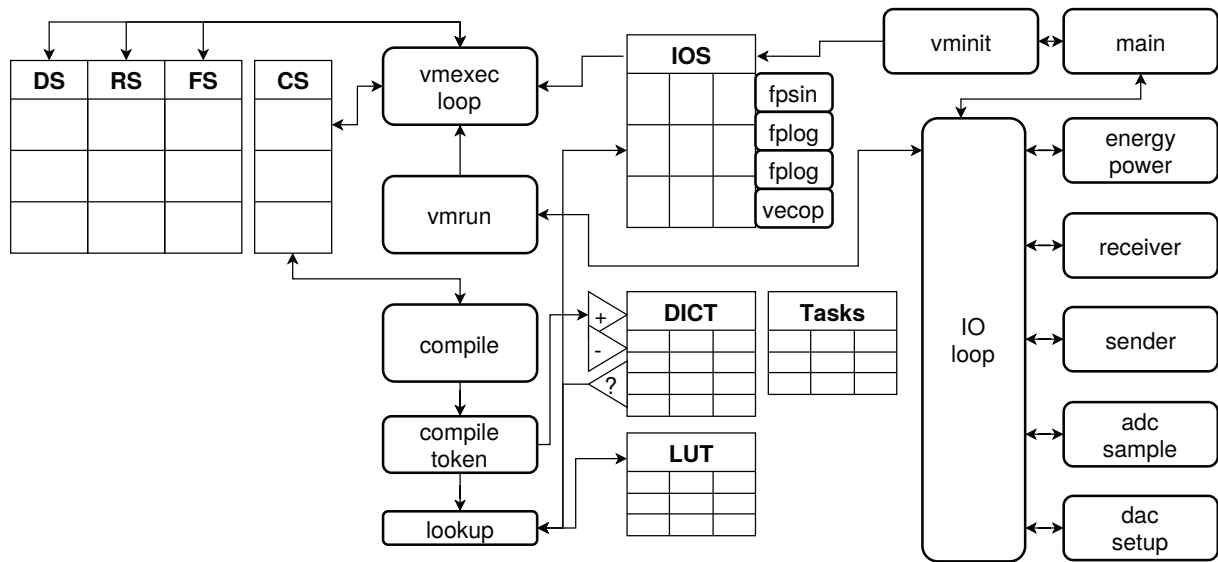 DS
RS
FS
CS
vmexec
loop
IOS
vminit
main
fpsin
fplog
fplog
vecop
energy
power
vmrun
receiver
compile
+
-
?
DICT
Tasks
IO
loop
sender
compile
token
LUT
adc
sample
lookup
dac
setup